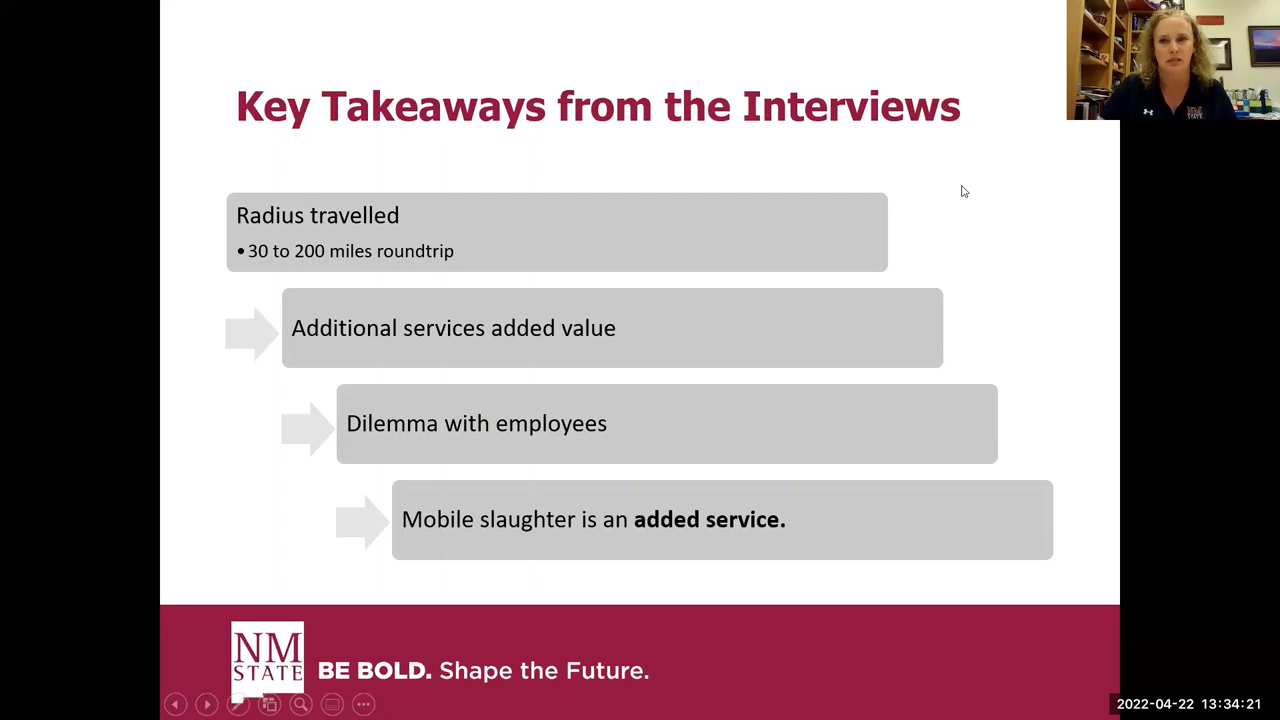 Key Takeaways from the Interviews
Radius travelled
• 30 to 200 miles roundtrip
Additional services added value
Dilemma with employees
Mobile slaughter is an added service.
NM
STATE
BE BOLD. Shape the Future.
2022-04-22 13:34:21